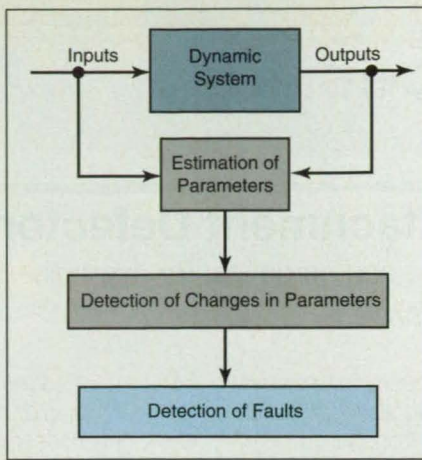 Inputs
Dynamic
System
Outputs
Estimation of
Parameters
Detection of Changes in Parameters
Detection of Faults